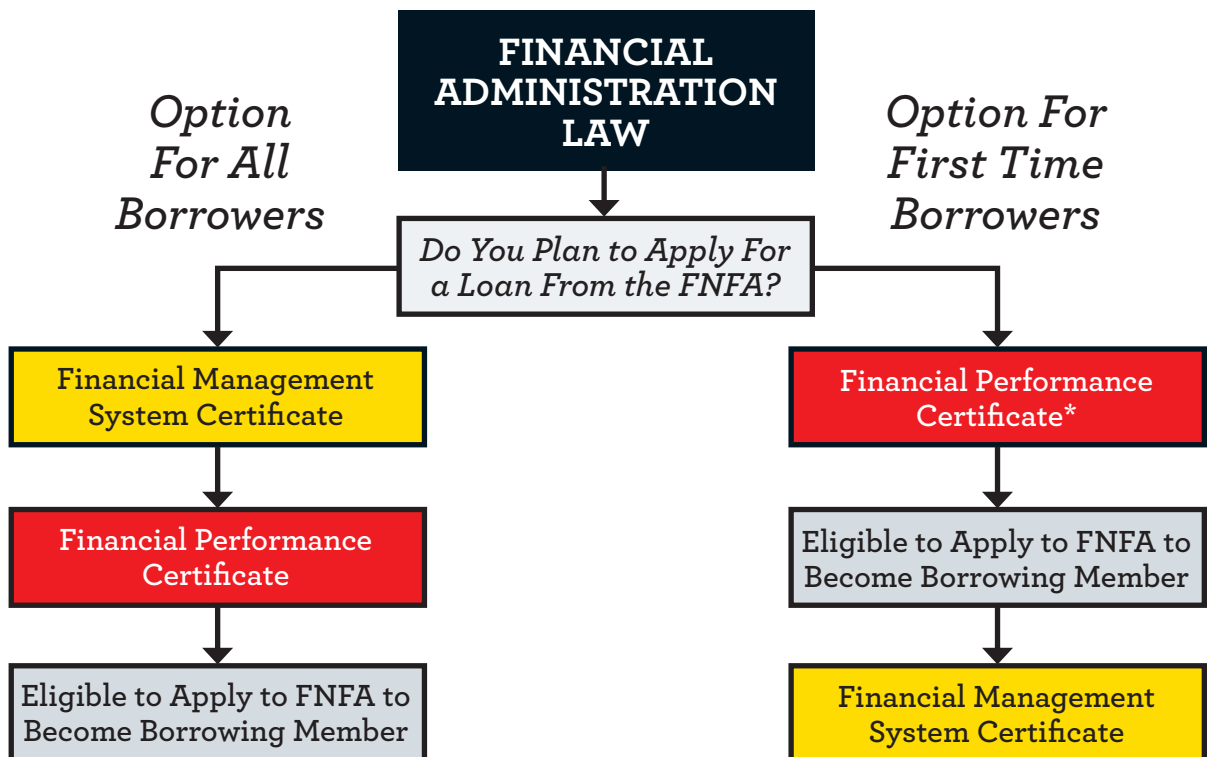 FINANCIAL
ADMINISTRATION
LAW
Option
For All
Borrowers
Option For
First Time
Borrowers
Do You Plan to Apply For
a Loan From the FNFA?
Financial Management
System Certificate
Financial Performance
Certificate
Eligible to Apply to FNFA to
Become Borrowing Member
Financial Performance
Certificate*
Eligible to Apply to FNFA to
Become Borrowing Member
Financial Management
System Certificate